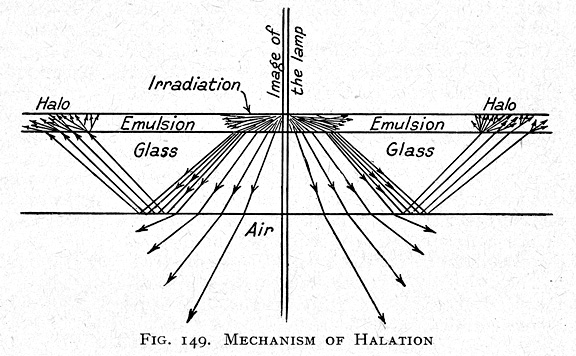 Image of
the lamp
Irradiation
Halo
Halo
Emulsion
Emulsion
Glass
Glass
Air
FIG. 149. MECHANISM OF HALATION